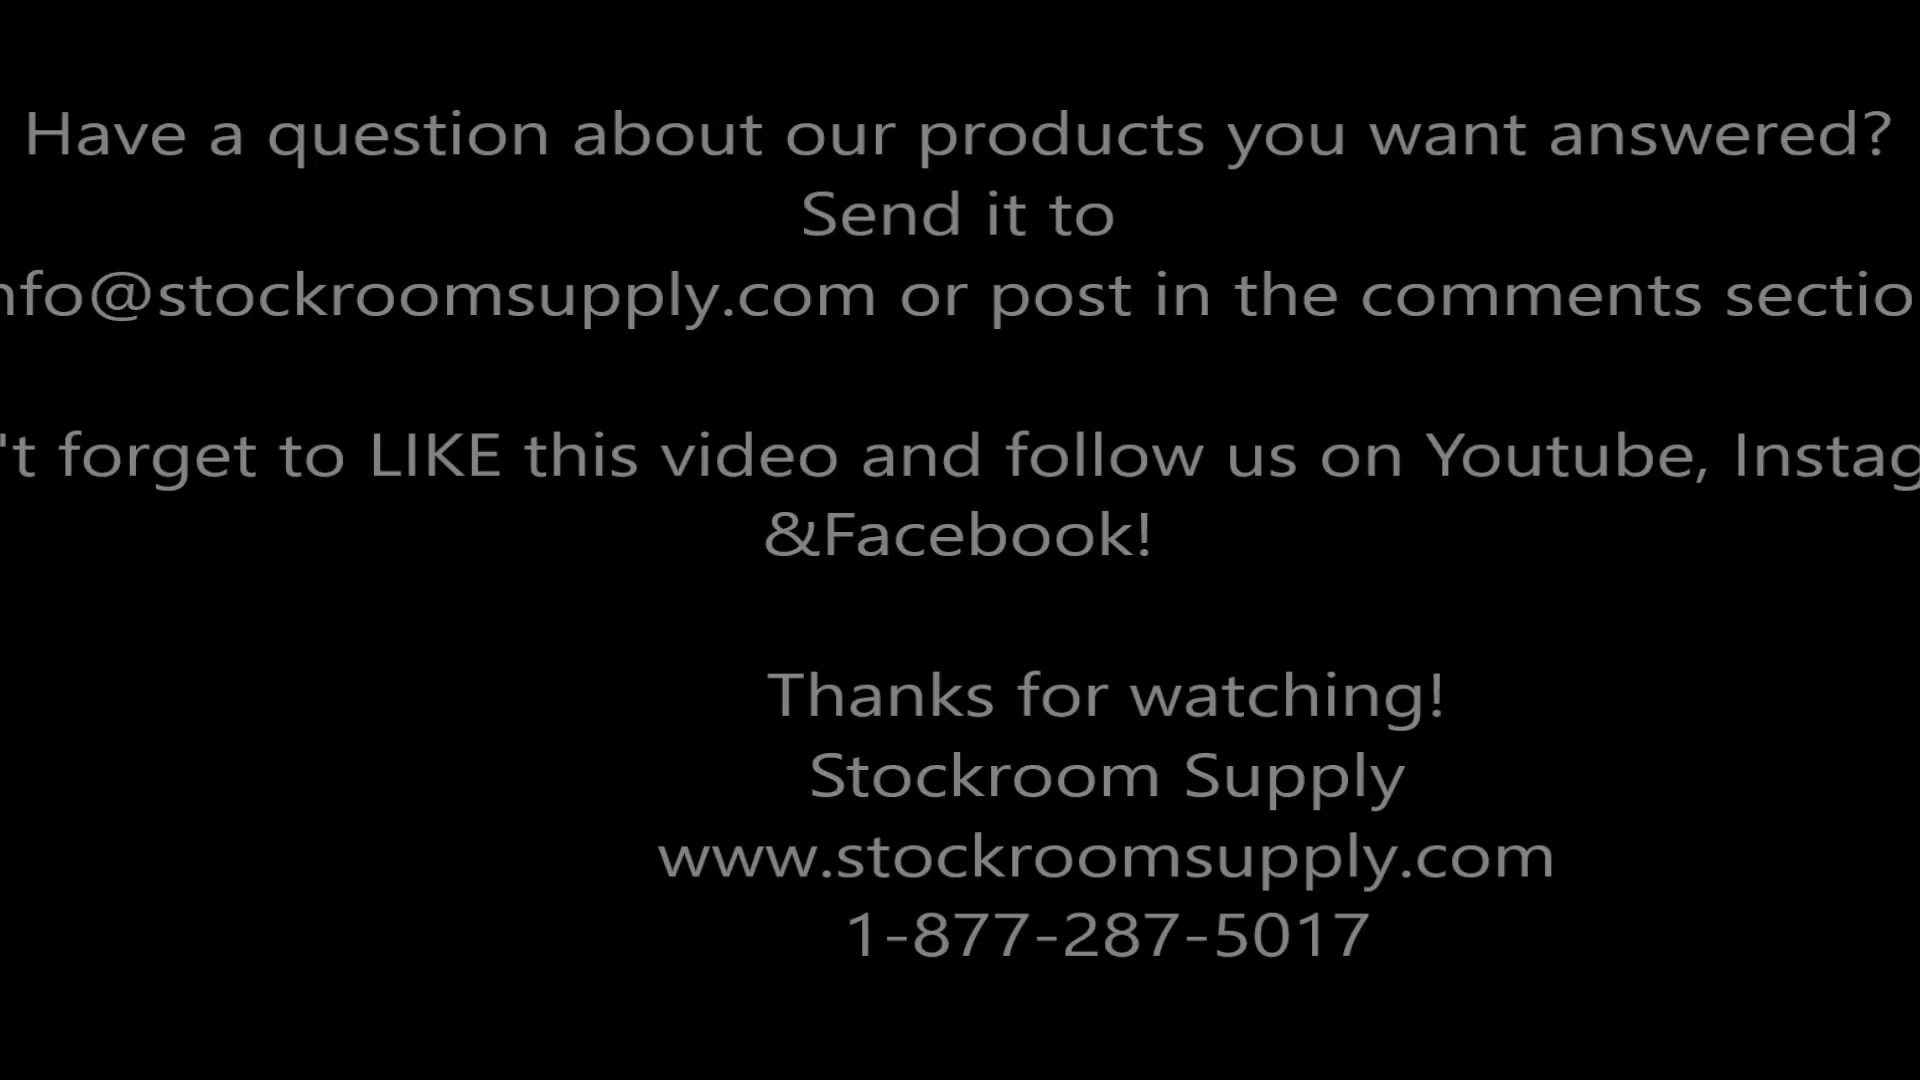 Have a question about our products you want answered?
Send it to
nfo@stockroomsupply.com or post in the comments sectio
't forget to LIKE this video and follow us on Youtube, Instag
&Facebook!
Thanks for watching!
Stockroom Supply
www.stockroomsupply.com
1-877-287-5017